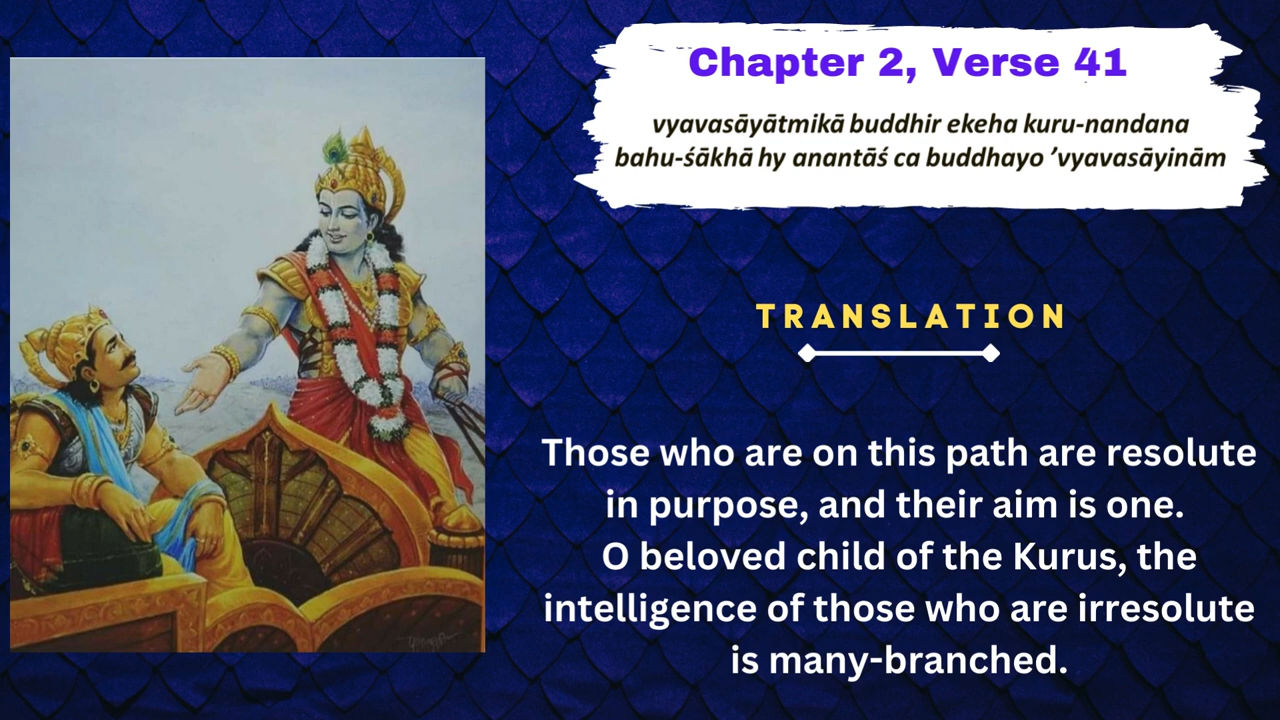 Chapter 2, Verse 41
vyavasāyātmikā buddhir ekeha kuru-nandana
bahu-śākhā hy anantāś ca buddhayo ’vyavasāyinām
TRANSLATION
Those who are on this path are resolute
in purpose, and their aim is one.
O beloved child of the Kurus, the
intelligence of those who are irresolute
is many-branched.